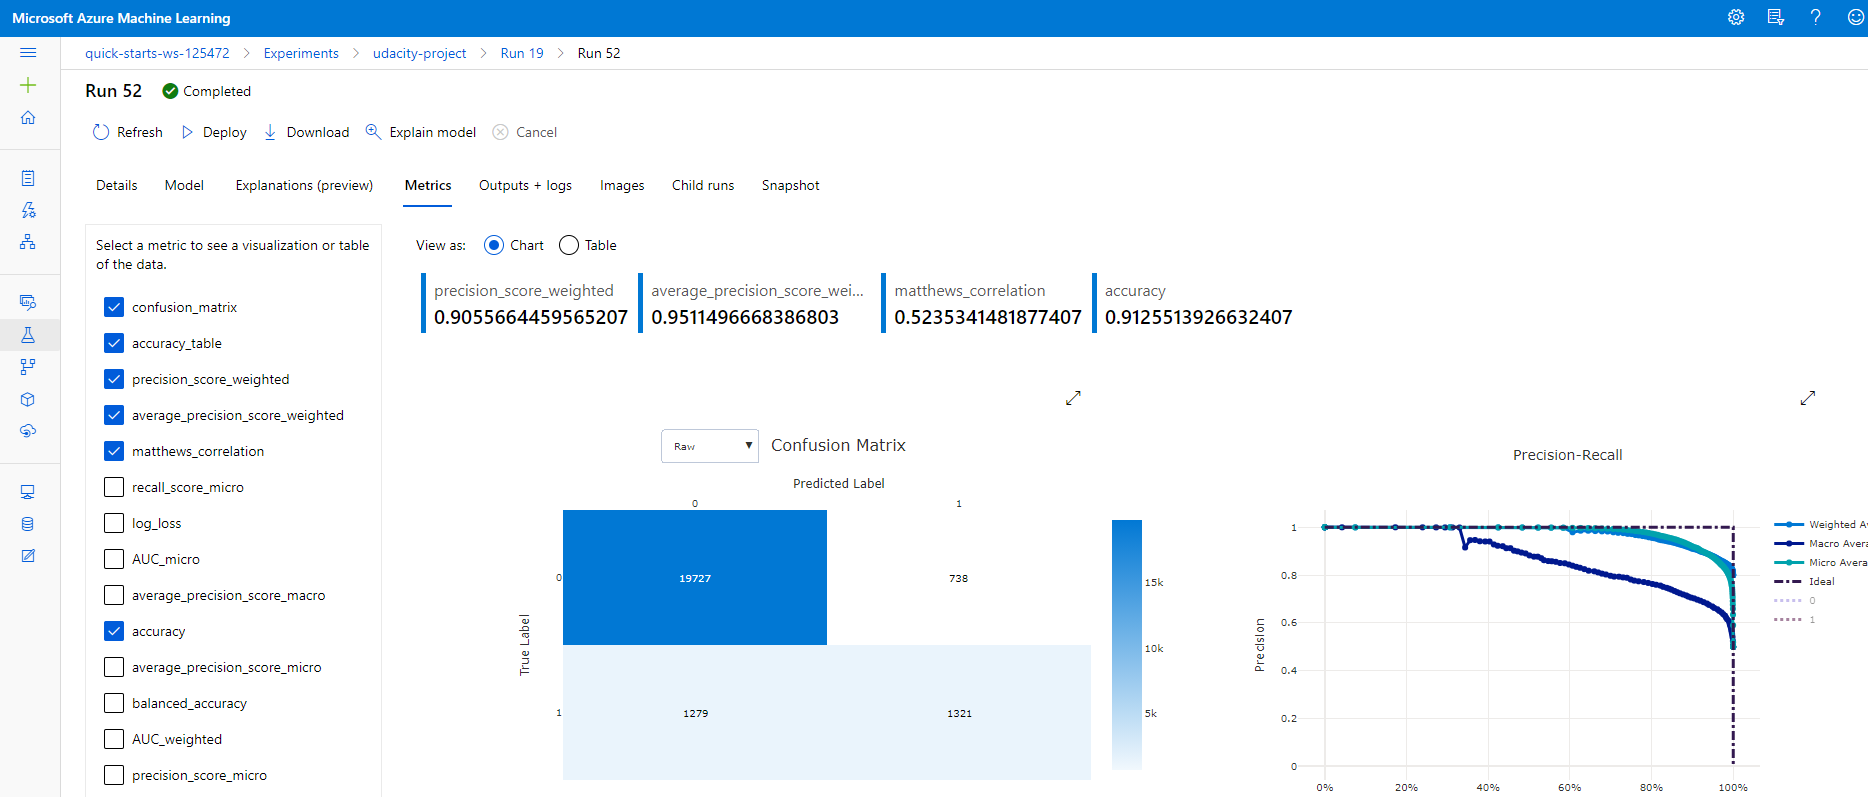 Microsoft Azure Machine Learning
quick-starts-ws-125472 > Experiments > udacity-project > Run 19 > Run 52
Run 52 Completed
Refresh Deploy Download Explain model Cancel
Details Model Explanations (preview) Metrics Outputs + logs Images Child runs Snapshot
Select a metric to see a visualization or table
of the data.
confusion_matrix
accuracy_table
precision_score_weighted
average_precision_score_weighted
matthews_correlation
recall_score_micro
log_loss
AUC_micro
average_precision_score_macro
accuracy
average_precision_score_micro
balanced_accuracy
AUC_weighted
precision_score_micro
View as: Chart Table
precision_score_weighted
0.9055664459565207
average_precision_score_wei...
0.9511496668386803
matthews_correlation
0.5235341481877407
accuracy
0.9125513926632407
Raw
Confusion Matrix
Predicted Label
0 1
True Label
0 19727 738
1 1279 1321
15k
10k
5k
Precision-Recall
Precision
1
0.8
0.6
0.4
0.2
0
0% 20% 40% 60% 80% 100%
Weighted Av
Macro Avera
Micro Avera
Ideal
0
1